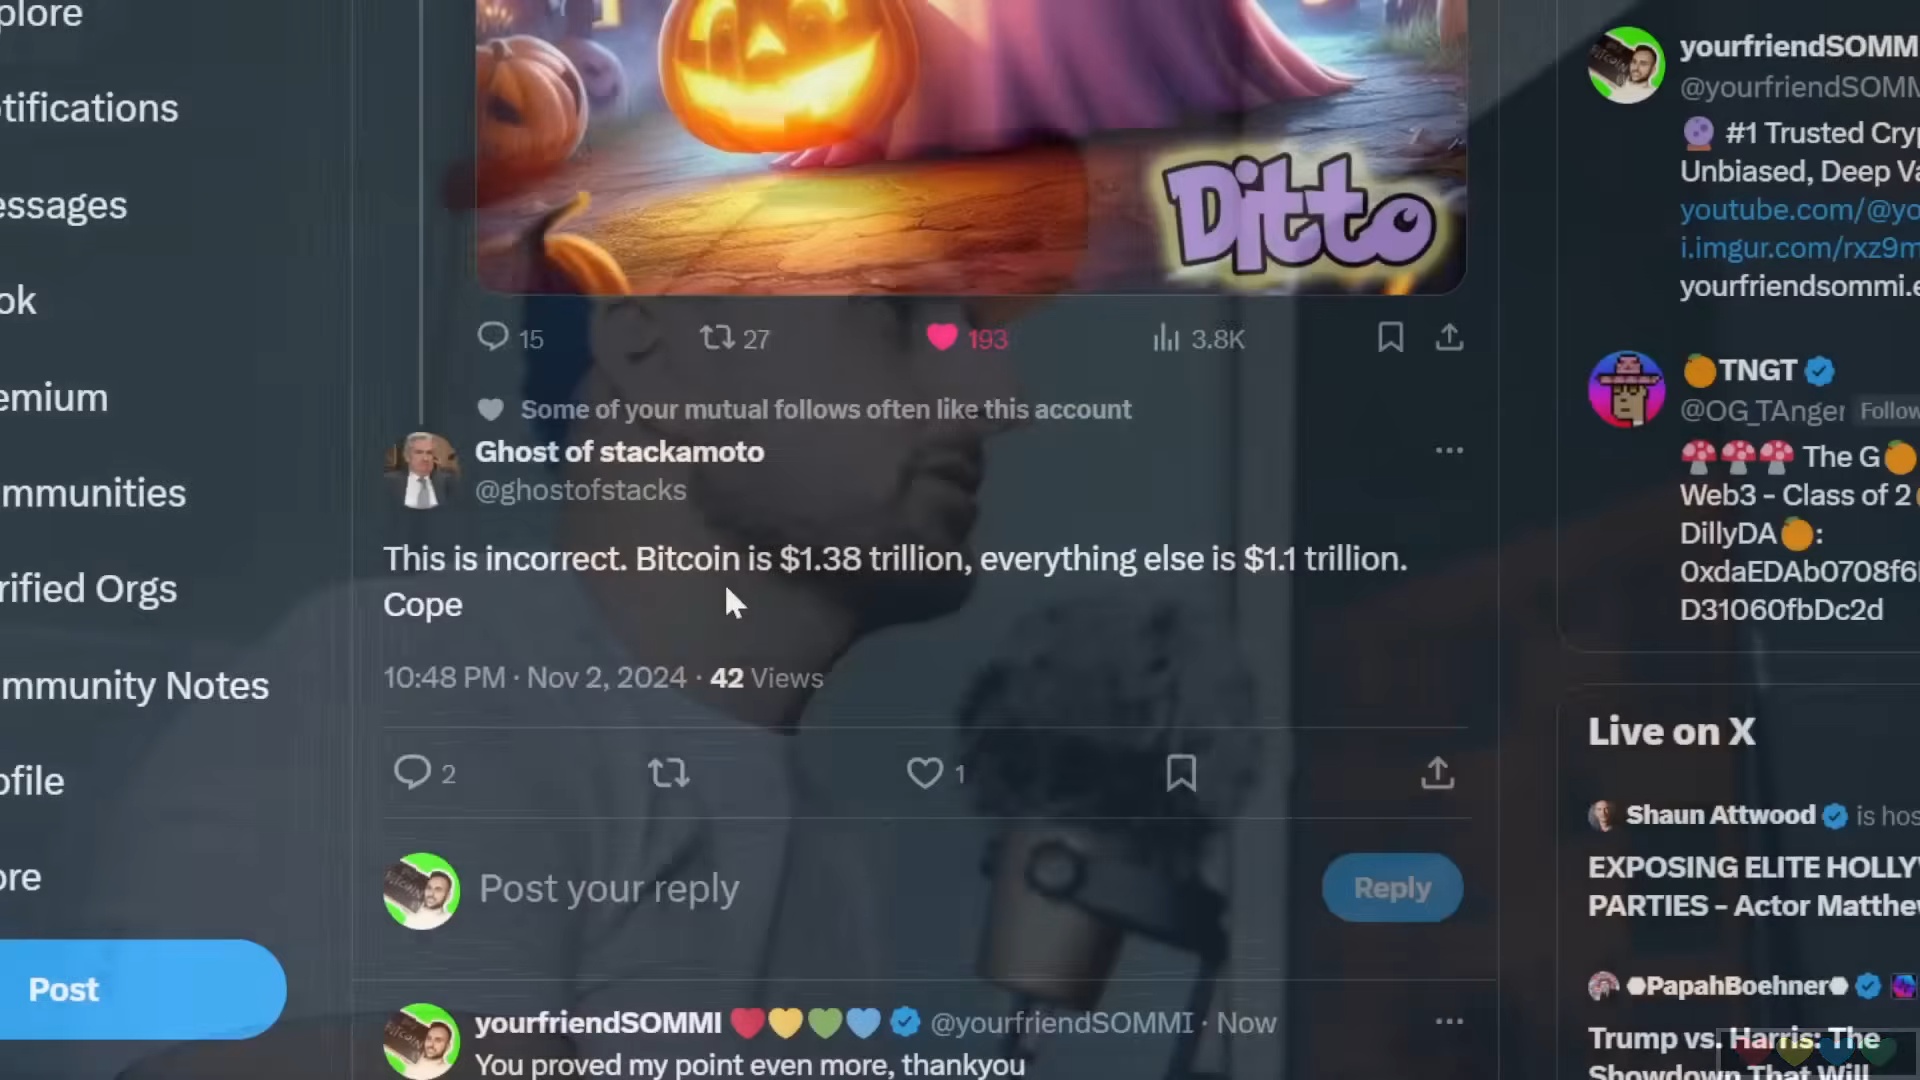 plore
otifications
essages
ok
emium
mmunities
rified Orgs
mmunity Notes
ofile
ore
Post
Ditto
15
27
193
3.8K
Some of your mutual follows often like this account
Ghost of stackamoto
@ghostofstacks
This is incorrect. Bitcoin is $1.38 trillion, everything else is $1.1 trillion.
Cope
10:48 PM · Nov 2, 2024 · 42 Views
2
1
Post your reply
Reply
yourfriendSOMMI @yourfriendSOMMI · Now
You proved my point even more, thankyou
yourfriendSOMM
@yourfriendSOMM
#1 Trusted Cryp
Unbiased, Deep Va
youtube.com/@yo
i.imgur.com/rxz9m
yourfriendsommi.e
TNGT
@OG_TAnger Follow
The G
Web3 - Class of 2
DillyDA :
0xdaEDAb0708f6
D31060fbDc2d
Live on X
Shaun Attwood is hos
EXPOSING ELITE HOLLY
PARTIES - Actor Matthe
PapahBoehner
Trump vs. Harris: The
Showdown That Will